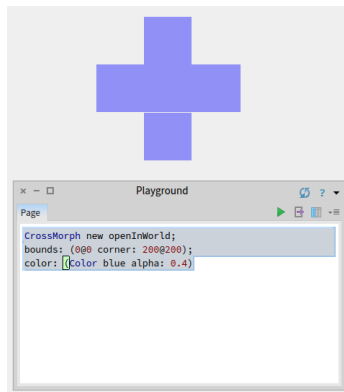 Playground
?
Page
CrossMorph new openInWorld;
bounds: (0@0 corner: 200@200);
color: (Color blue alpha: 0.4)